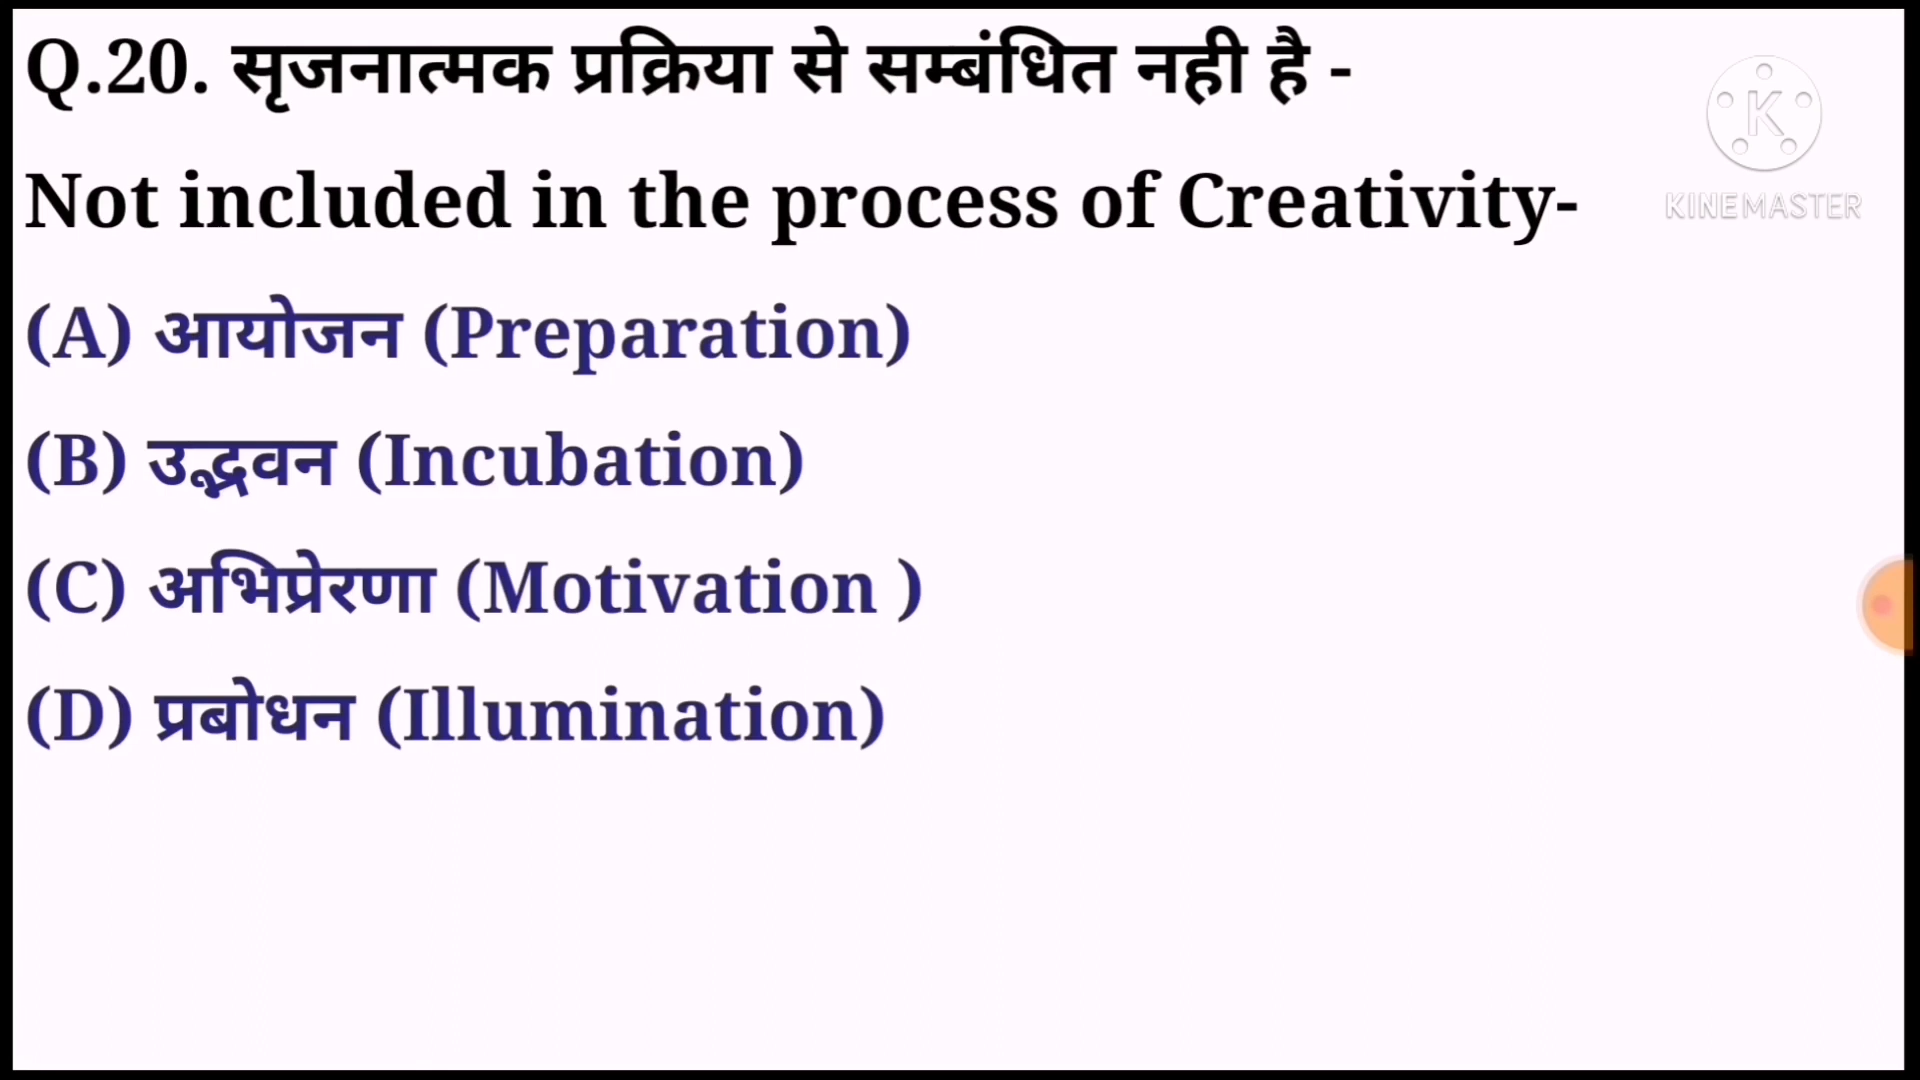 Q.20. सृजनात्मक प्रक्रिया से सम्बंधित नही है -
Not included in the process of Creativity-
(A) आयोजन (Preparation)
(B) उद्भवन (Incubation)
(C) अभिप्रेरणा (Motivation )
(D) प्रबोधन (Illumination)
K
KINEMASTER